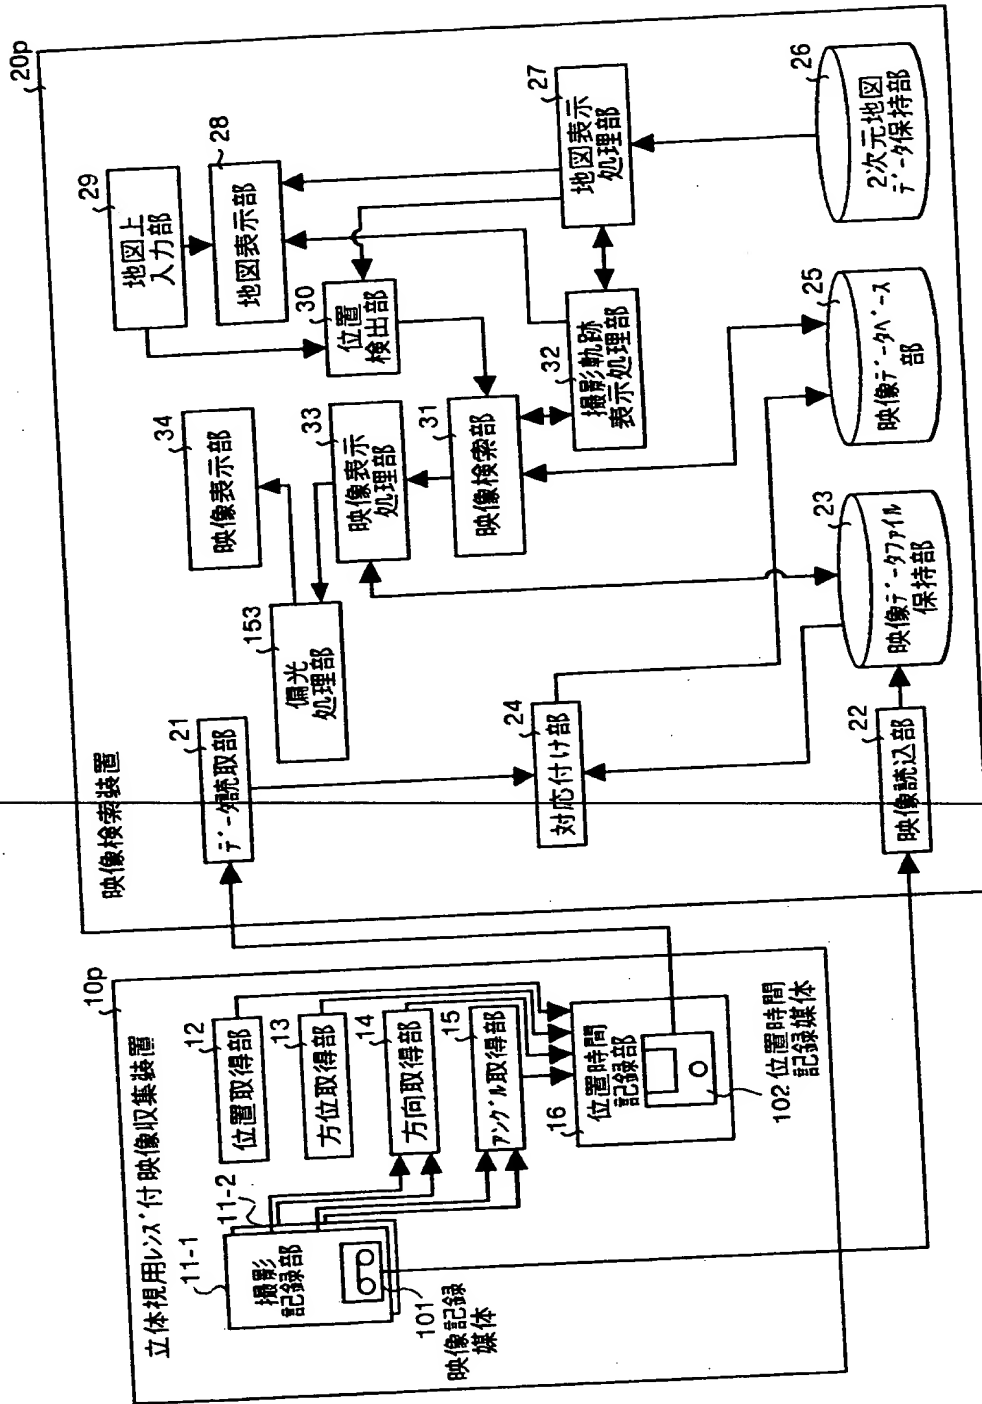 20p
映像検索装置
29
地図上
入力部
28
地図表示部
27
地図表示
処理部
26
2次元地図
データ保持部
30
位置
検出部
32
撮影軌跡
表示処理部
25
映像データベース
部
34
映像表示部
33
映像表示
処理部
31
映像検索部
23
映像データファイル
保持部
153
偏光
処理部
21
データ読取部
24
対応付け部
22
映像読込部
10p
立体視用レンズ付映像収集装置
11-1
11-2
撮影
記録部
101
映像記録
媒体
12
位置取得部
13
方位取得部
14
方向取得部
15
アングル取得部
16
位置時間
記録部
102 位置時間
記録媒体